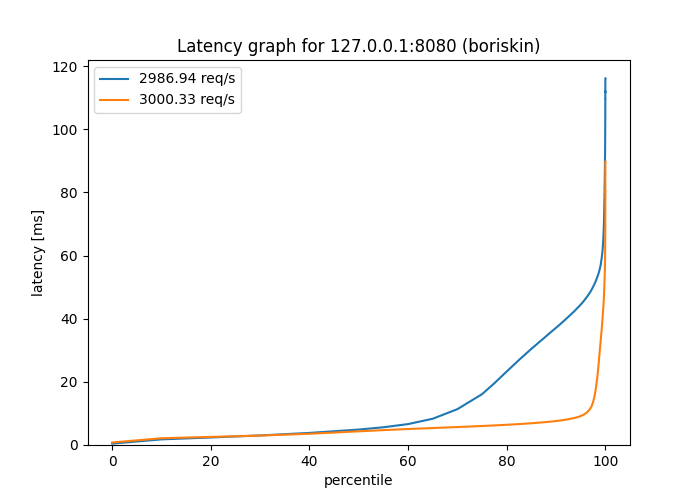 Latency graph for 127.0.0.1:8080 (boriskin)
2986.94 req/s
3000.33 req/s
120
100
80
60
40
20
0
latency [ms]
0 20 40 60 80 100
percentile